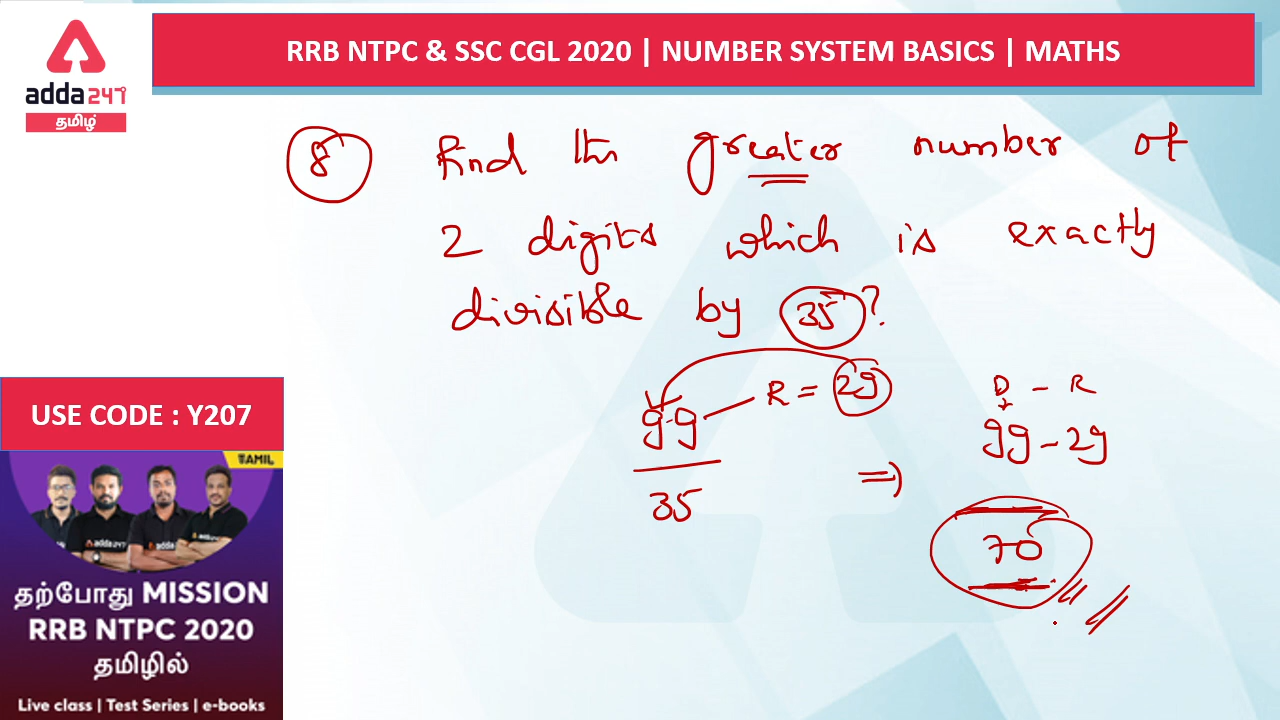 RRB NTPC & SSC CGL 2020 | NUMBER SYSTEM BASICS | MATHS
adda247
தமிழ்
8 Find the greater number of
2 digits which is exactly
divisible by 35?
99 R = 29
35
D - R
⇒ 99 - 29
70
USE CODE : Y207
TAMIL
adda247
தற்போது MISSION
RRB NTPC 2020
தமிழில்
Live class | Test Series | e-books